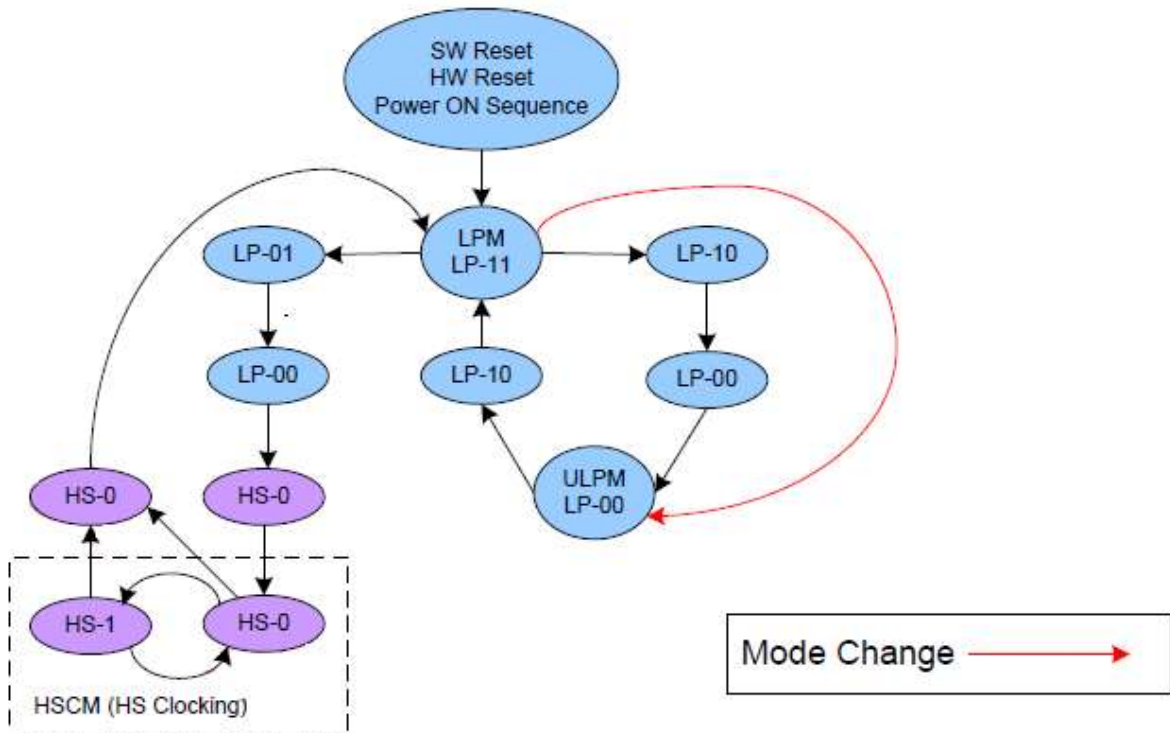 SW Reset
HW Reset
Power ON Sequence
LP-01
LPM
LP-11
LP-10
LP-00
LP-10
LP-00
ULPM
LP-00
HS-0
HS-0
HS-1
HS-0
HSCM (HS Clocking)
Mode Change